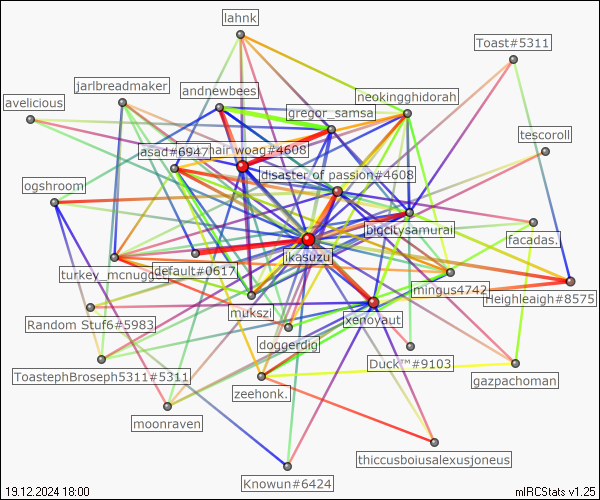 lahnk
Toast#5311
jarlbreadmaker
andnewbees
neokingghidorah
avelicious
gregor_samsa
tescoroll
jasad#6947
hair woag#4608
disaster of passion#4608
ogshroom
bigcitysamurai
facadas.
ikasuzu
turkey_mcnugget
default#0617
mingus4742
Heighleaigh#8575
mukszi
xenoyaut
Random Stuf6#5983
doggerdig
Duck™#9103
ToastephBroseph5311#5311
zeehonk.
gazpachoman
moonraven
thiccusboiusalexusjoneus
Knowun#6424
19.12.2024 18:00
mIRCStats v1.25